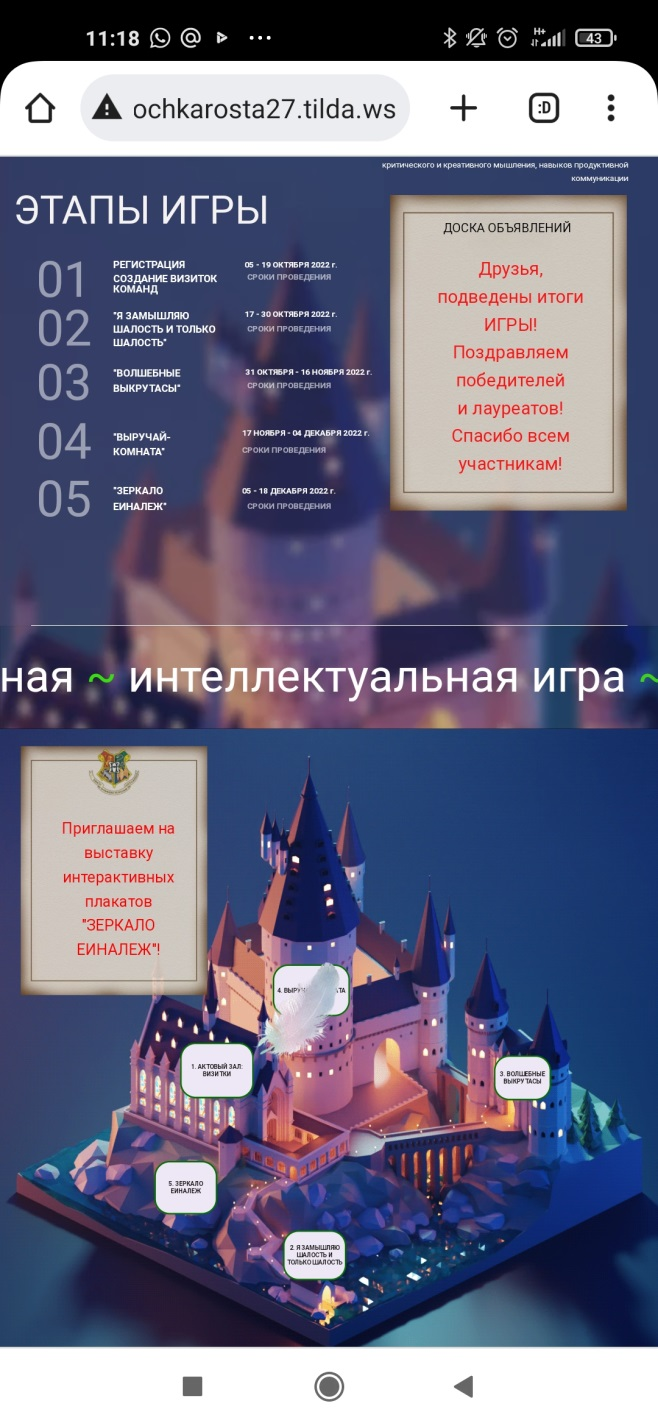 11:18
43
ochkarosta27.tilda.ws
:D
критического и креативного мышления, навыков продуктивной
коммуникации
ЭТАПЫ ИГРЫ
01
РЕГИСТРАЦИЯ
СОЗДАНИЕ ВИЗИТОК
КОМАНД
05 - 19 ОКТЯБРЯ 2022 г.
СРОКИ ПРОВЕДЕНИЯ
02
"Я ЗАМЫШЛЯЮ
ШАЛОСТЬ И ТОЛЬКО
ШАЛОСТЬ"
17 - 30 ОКТЯБРЯ 2022 г.
СРОКИ ПРОВЕДЕНИЯ
03
"ВОЛШЕБНЫЕ
ВЫКРУТАСЫ"
31 ОКТЯБРЯ - 16 НОЯБРЯ 2022 г.
СРОКИ ПРОВЕДЕНИЯ
04
"ВЫРУЧАЙ-
КОМНАТА"
17 НОЯБРЯ - 04 ДЕКАБРЯ 2022 г.
СРОКИ ПРОВЕДЕНИЯ
05
"ЗЕРКАЛО
ЕИНАЛЕЖ"
05 - 18 ДЕКАБРЯ 2022 г.
СРОКИ ПРОВЕДЕНИЯ
ДОСКА ОБЪЯВЛЕНИЙ
Друзья,
подведены итоги
ИГРЫ!
Поздравляем
победителей
и лауреатов!
Спасибо всем
участникам!
ная ~ интеллектуальная игра ~
Приглашаем на
выставку
интерактивных
плакатов
"ЗЕРКАЛО
ЕИНАЛЕЖ"!
1. АКТОВЫЙ ЗАЛ:
ВИЗИТКИ
3. ВОЛШЕБНЫЕ
ВЫКРУТАСЫ
5. ЗЕРКАЛО
ЕИНАЛЕЖ
2. Я ЗАМЫШЛЯЮ
ШАЛОСТЬ И
ТОЛЬКО ШАЛОСТЬ